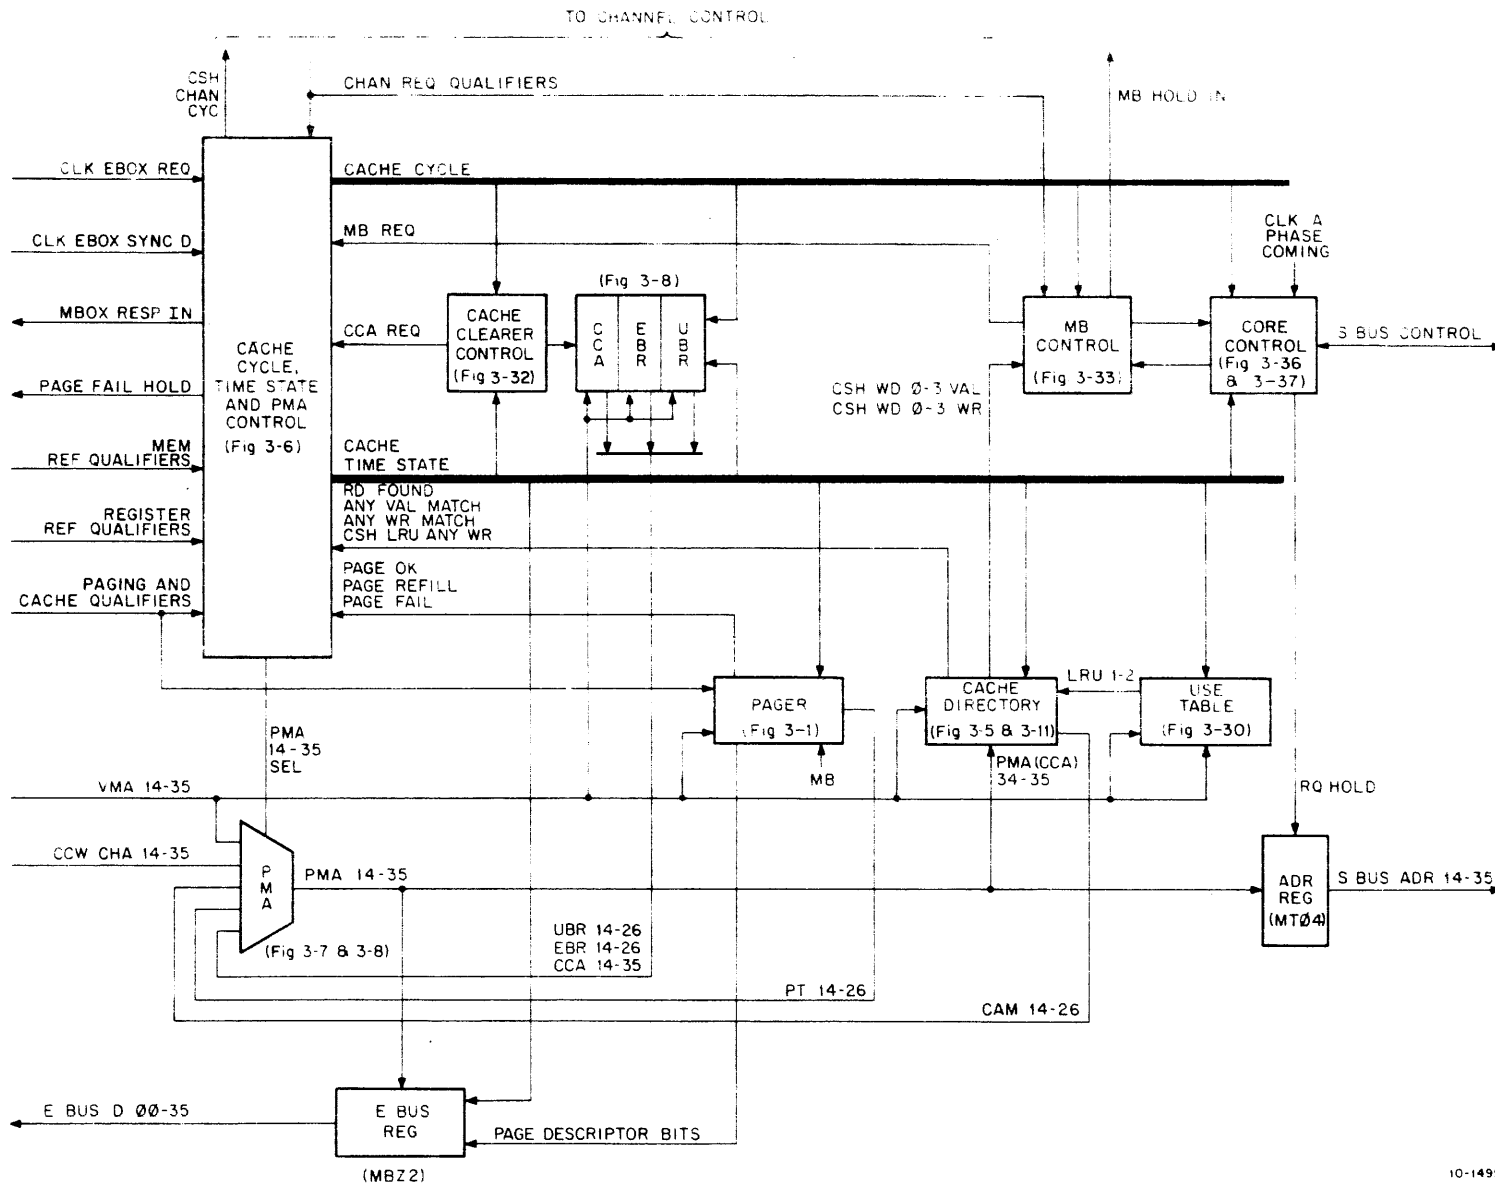 TO CHANNEL CONTROL
CSH
CHAN
CYC
CHAN REQ QUALIFIERS
MB HOLD IN
CLK EBOX REQ
CACHE CYCLE
CLK EBOX SYNC D
MB REQ
CLK A
PHASE
COMING
(Fig 3-8)
MBOX RESP IN
CACHE
CYCLE,
TIME STATE
AND PMA
CONTROL
(Fig 3-6)
CCA REQ
CACHE
CLEARER
CONTROL
(Fig 3-32)
CCA
EBR
UBR
MB
CONTROL
(Fig 3-33)
CORE
CONTROL
(Fig 3-36
& 3-37)
S BUS CONTROL
PAGE FAIL HOLD
CSH WD Ø-3 VAL
CSH WD Ø-3 WR
MEM
REF QUALIFIERS
CACHE
TIME STATE
RD FOUND
ANY VAL MATCH
ANY WR MATCH
CSH LRU ANY WR
REGISTER
REF QUALIFIERS
PAGE OK
PAGE REFILL
PAGE FAIL
PAGING AND
CACHE QUALIFIERS
PAGER
(Fig 3-1)
CACHE
DIRECTORY
(Fig 3-5 & 3-11)
LRU 1-2
USE
TABLE
(Fig 3-30)
PMA
14-35
SEL
MB
PMA(CCA)
34-35
VMA 14-35
RQ HOLD
CCW CHA 14-35
PMA
PMA 14-35
(Fig 3-7 & 3-8)
ADR
REG
(MTØ4)
S BUS ADR 14-35
UBR 14-26
EBR 14-26
CCA 14-35
PT 14-26
CAM 14-26
E BUS D ØØ-35
E BUS
REG
(MBZ2)
PAGE DESCRIPTOR BITS